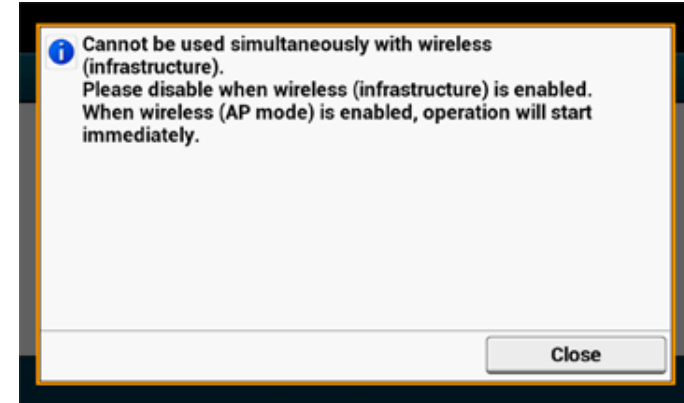 Cannot be used simultaneously with wireless
(infrastructure).
Please disable when wireless (infrastructure) is enabled.
When wireless (AP mode) is enabled, operation will start
immediately.
Close